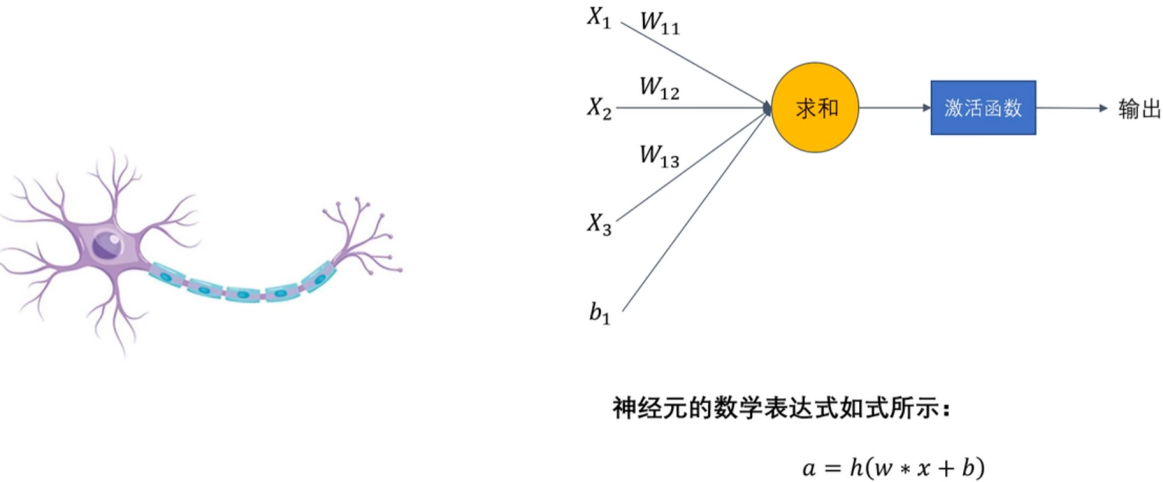 X₁ W₁₁
W₁₂
X₂ 求和 激活函数 输出
W₁₃
X₃
b₁
神经元的数学表达式如式所示：
a = h(w ∗ x + b)